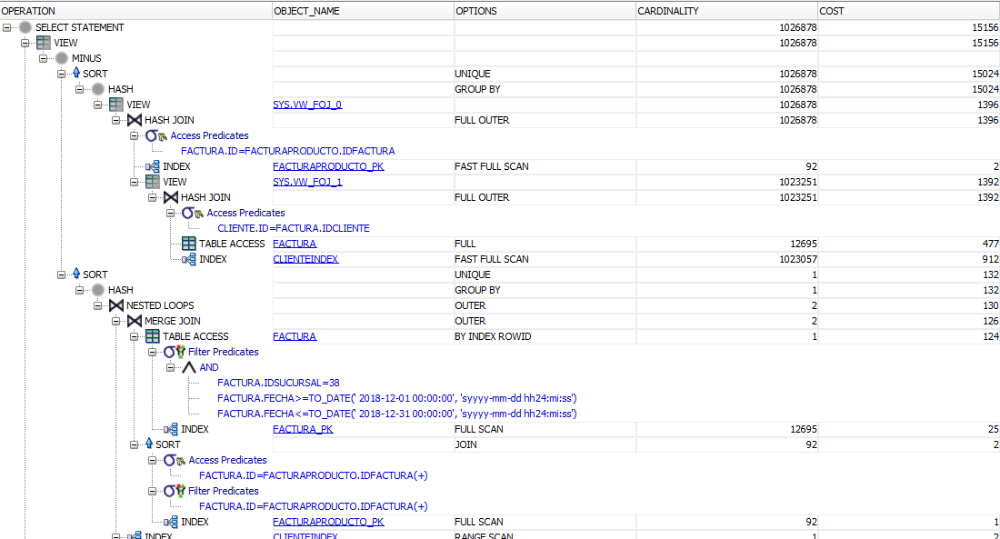 OPERATION OBJECT_NAME OPTIONS CARDINALITY COST
SELECT STATEMENT 1026878 15156
VIEW 1026878 15156
MINUS
SORT UNIQUE 1026878 15024
HASH GROUP BY 1026878 15024
VIEW SYS.VW_FOJ_0 1026878 1396
HASH JOIN FULL OUTER 1026878 1396
Access Predicates
FACTURA.ID=FACTURAPRODUCTO.IDFACTURA
INDEX FACTURAPRODUCTO_PK FAST FULL SCAN 92 2
VIEW SYS.VW_FOJ_1 1023251 1392
HASH JOIN FULL OUTER 1023251 1392
Access Predicates
CLIENTE.ID=FACTURA.IDCLIENTE
TABLE ACCESS FACTURA FULL 12695 477
INDEX CLIENTEINDEX FAST FULL SCAN 1023057 912
SORT UNIQUE 1 132
HASH GROUP BY 1 132
NESTED LOOPS OUTER 2 130
MERGE JOIN OUTER 2 126
TABLE ACCESS FACTURA BY INDEX ROWID 1 124
Filter Predicates
AND
FACTURA.IDSUCURSAL=38
FACTURA.FECHA>=TO_DATE(' 2018-12-01 00:00:00', 'syyyy-mm-dd hh24:mi:ss')
FACTURA.FECHA<=TO_DATE(' 2018-12-31 00:00:00', 'syyyy-mm-dd hh24:mi:ss')
INDEX FACTURA_PK FULL SCAN 12695 25
SORT JOIN 92 2
Access Predicates
FACTURA.ID=FACTURAPRODUCTO.IDFACTURA(+)
Filter Predicates
FACTURA.ID=FACTURAPRODUCTO.IDFACTURA(+)
INDEX FACTURAPRODUCTO_PK FULL SCAN 92 1
INDEX CLIENTEINDEX RANGE SCAN 1 2